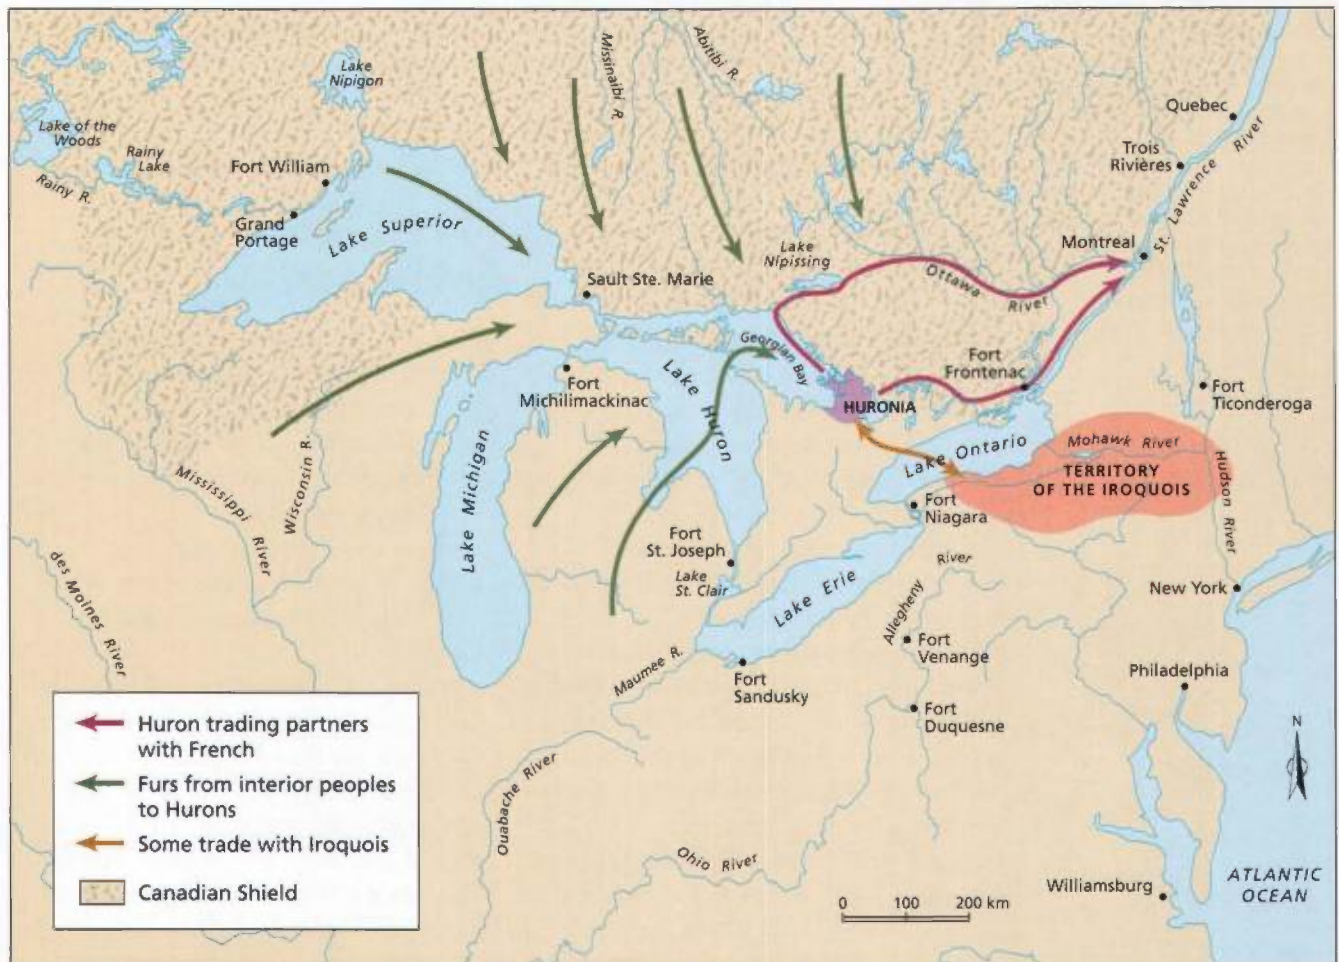 Lake
Nipigon
Missinaibi R.
Abitibi R.
Quebec
Lake of the
Woods
Rainy
Lake
Rainy R.
Fort William
Trois
Rivières
St. Lawrence River
Grand
Portage
Lake Superior
Lake
Nipissing
Montreal
Sault Ste. Marie
Ottawa
River
Georgian Bay
Fort
Frontenac
Fort
Michilimackinac
Lake Huron
HURONIA
Fort
Ticonderoga
Lake Michigan
Lake Ontario
Mohawk River
TERRITORY
OF THE IROQUOIS
Hudson River
Mississippi
River
Wisconsin R.
Fort
Niagara
Fort
St. Joseph
Lake
St. Clair
Lake Erie
Allegheny
River
New York
des Moines River
Fort
Venange
Maumee R.
Fort
Sandusky
Philadelphia
Fort
Duquesne
N
Huron trading partners
with French
Furs from interior peoples
to Hurons
Some trade with Iroquois
Canadian Shield
Ouabache River
Ohio River
0 100 200 km
Williamsburg
ATLANTIC
OCEAN